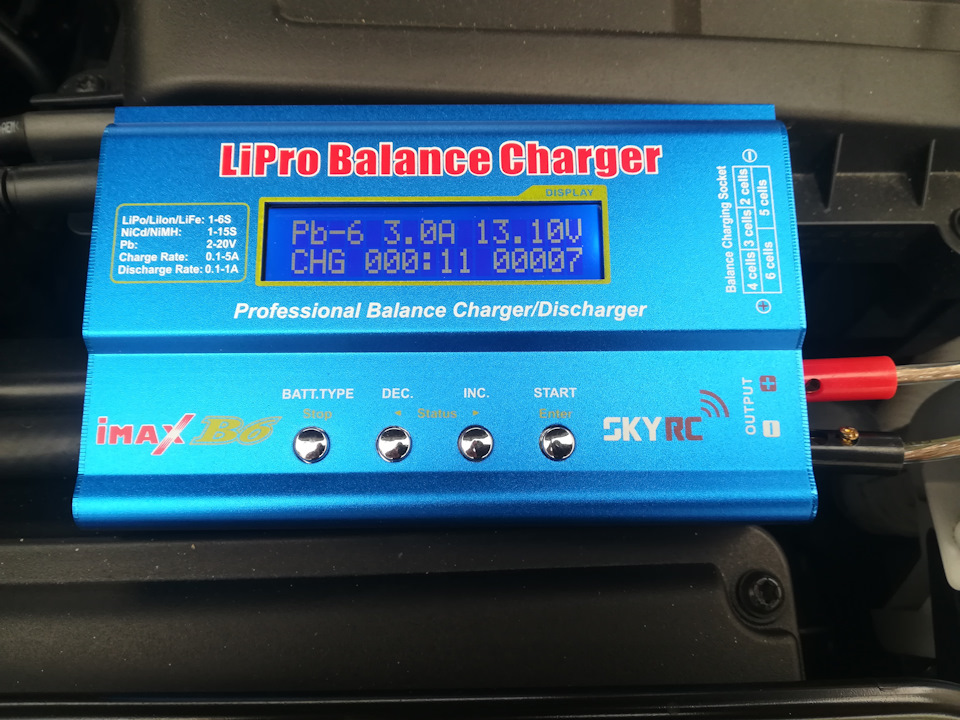 LiPro Balance Charger
DISPLAY
LiPo/LiIon/LiFe: 1-6S
NiCd/NiMH: 1-15S
Pb: 2-20V
Charge Rate: 0.1-5A
Discharge Rate: 0.1-1A
Pb-6 3.0A 13.10V
CHG 000:11 00007
Balance Charging Socket
2 cells
3 cells
4 cells
5 cells
6 cells
Professional Balance Charger/Discharger
BATT.TYPE DEC. INC. START
Stop ◄ Status ► Enter
iMAX B6
SKYRC
OUTPUT